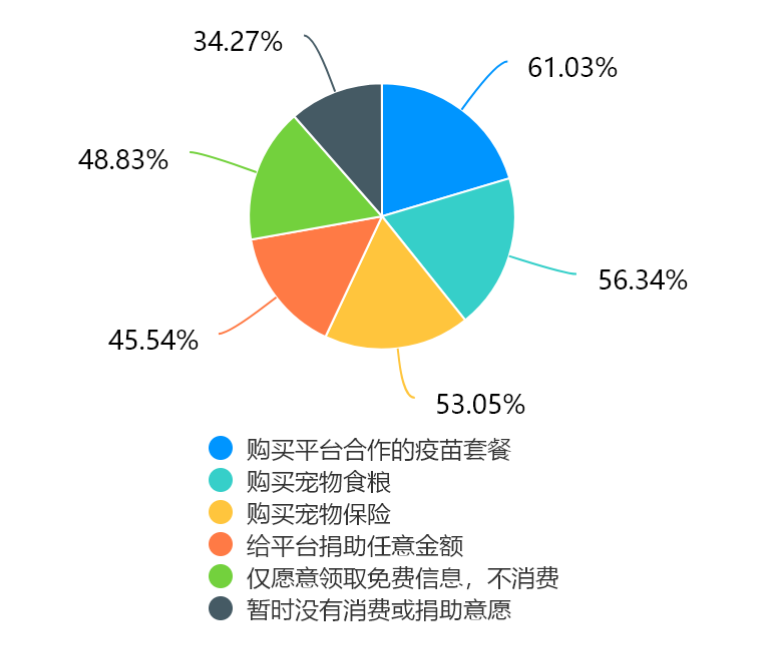 34.27%
61.03%
48.83%
56.34%
45.54%
53.05%
购买平台合作的疫苗套餐
购买宠物食粮
购买宠物保险
给平台捐助任意金额
仅愿意领取免费信息，不消费
暂时没有消费或捐助意愿